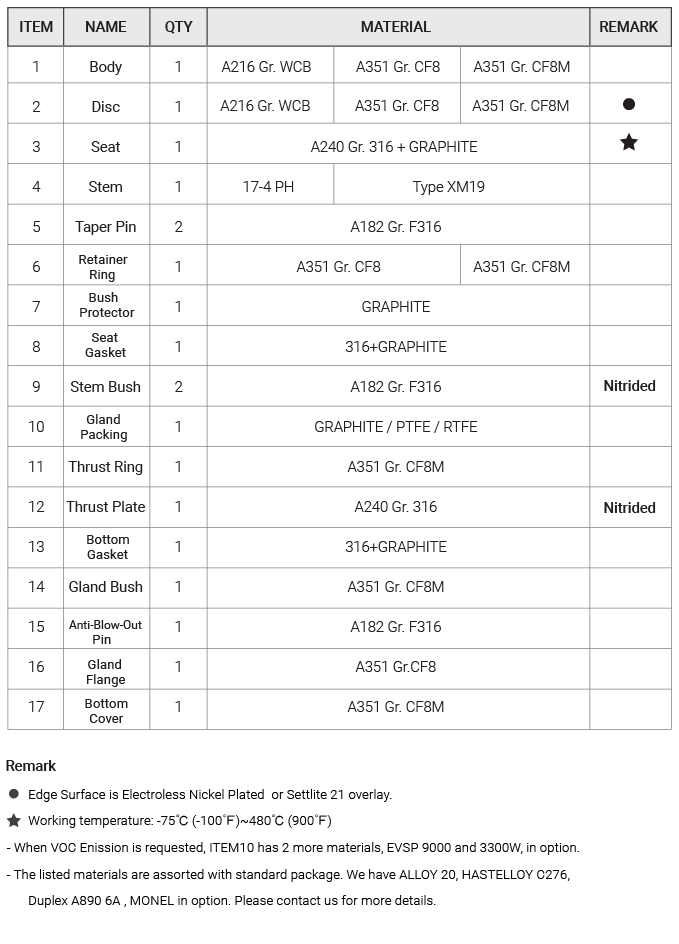 ITEM NAME QTY MATERIAL REMARK
1 Body 1 A216 Gr. WCB A351 Gr. CF8 A351 Gr. CF8M
2 Disc 1 A216 Gr. WCB A351 Gr. CF8 A351 Gr. CF8M ●
3 Seat 1 A240 Gr. 316 + GRAPHITE ★
4 Stem 1 17-4 PH Type XM19
5 Taper Pin 2 A182 Gr. F316
6 Retainer
Ring 1 A351 Gr. CF8 A351 Gr. CF8M
7 Bush
Protector 1 GRAPHITE
8 Seat
Gasket 1 316+GRAPHITE
9 Stem Bush 2 A182 Gr. F316 Nitrided
10 Gland
Packing 1 GRAPHITE / PTFE / RTFE
11 Thrust Ring 1 A351 Gr. CF8M
12 Thrust Plate 1 A240 Gr. 316 Nitrided
13 Bottom
Gasket 1 316+GRAPHITE
14 Gland Bush 1 A351 Gr. CF8M
15 Anti-Blow-Out
Pin 1 A182 Gr. F316
16 Gland
Flange 1 A351 Gr.CF8
17 Bottom
Cover 1 A351 Gr. CF8M
Remark
● Edge Surface is Electroless Nickel Plated or Settlite 21 overlay.
★ Working temperature: -75℃ (-100℉)~480℃ (900℉)
- When VOC Enission is requested, ITEM10 has 2 more materials, EVSP 9000 and 3300W, in option.
- The listed materials are assorted with standard package. We have ALLOY 20, HASTELLOY C276,
Duplex A890 6A , MONEL in option. Please contact us for more details.